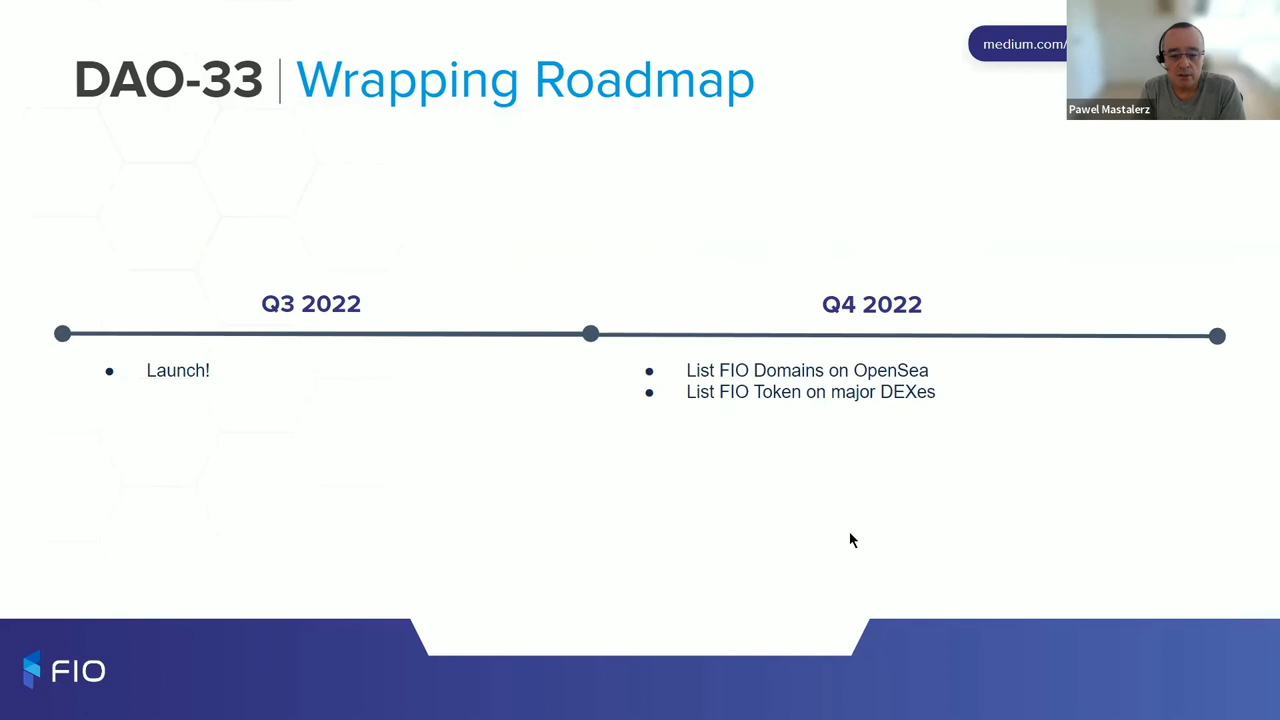 DAO-33 | Wrapping Roadmap
medium.com/
Pawel Mastalerz
Q3 2022
Q4 2022
● Launch!
● List FIO Domains on OpenSea
● List FIO Token on major DEXes
FIO